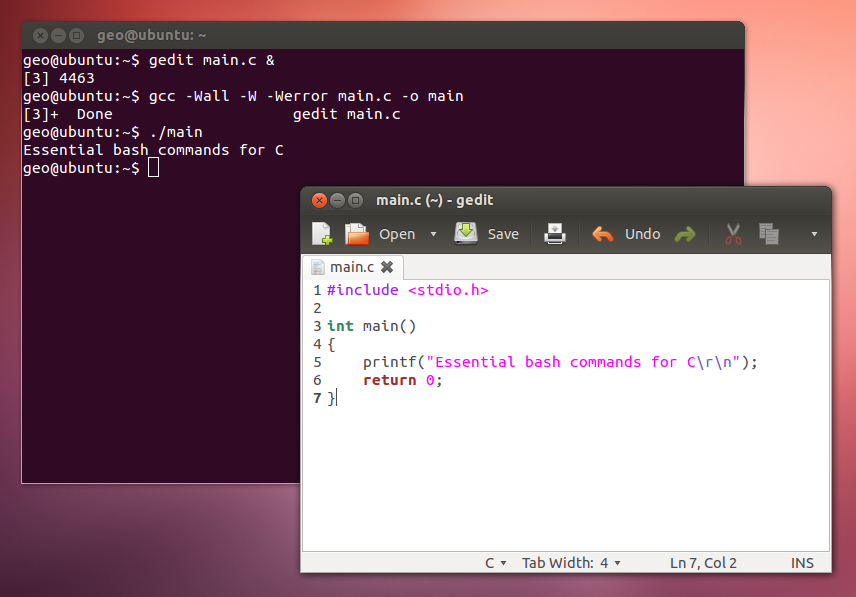 geo@ubuntu: ~
geo@ubuntu:~$ gedit main.c &
[3] 4463
geo@ubuntu:~$ gcc -Wall -W -Werror main.c -o main
[3]+  Done                    gedit main.c
geo@ubuntu:~$ ./main
Essential bash commands for C
geo@ubuntu:~$
main.c (~) - gedit
Open Save Undo
main.c
1 #include <stdio.h>
2
3 int main()
4 {
5     printf("Essential bash commands for C\r\n");
6     return 0;
7 }
C Tab Width: 4 Ln 7, Col 2 INS